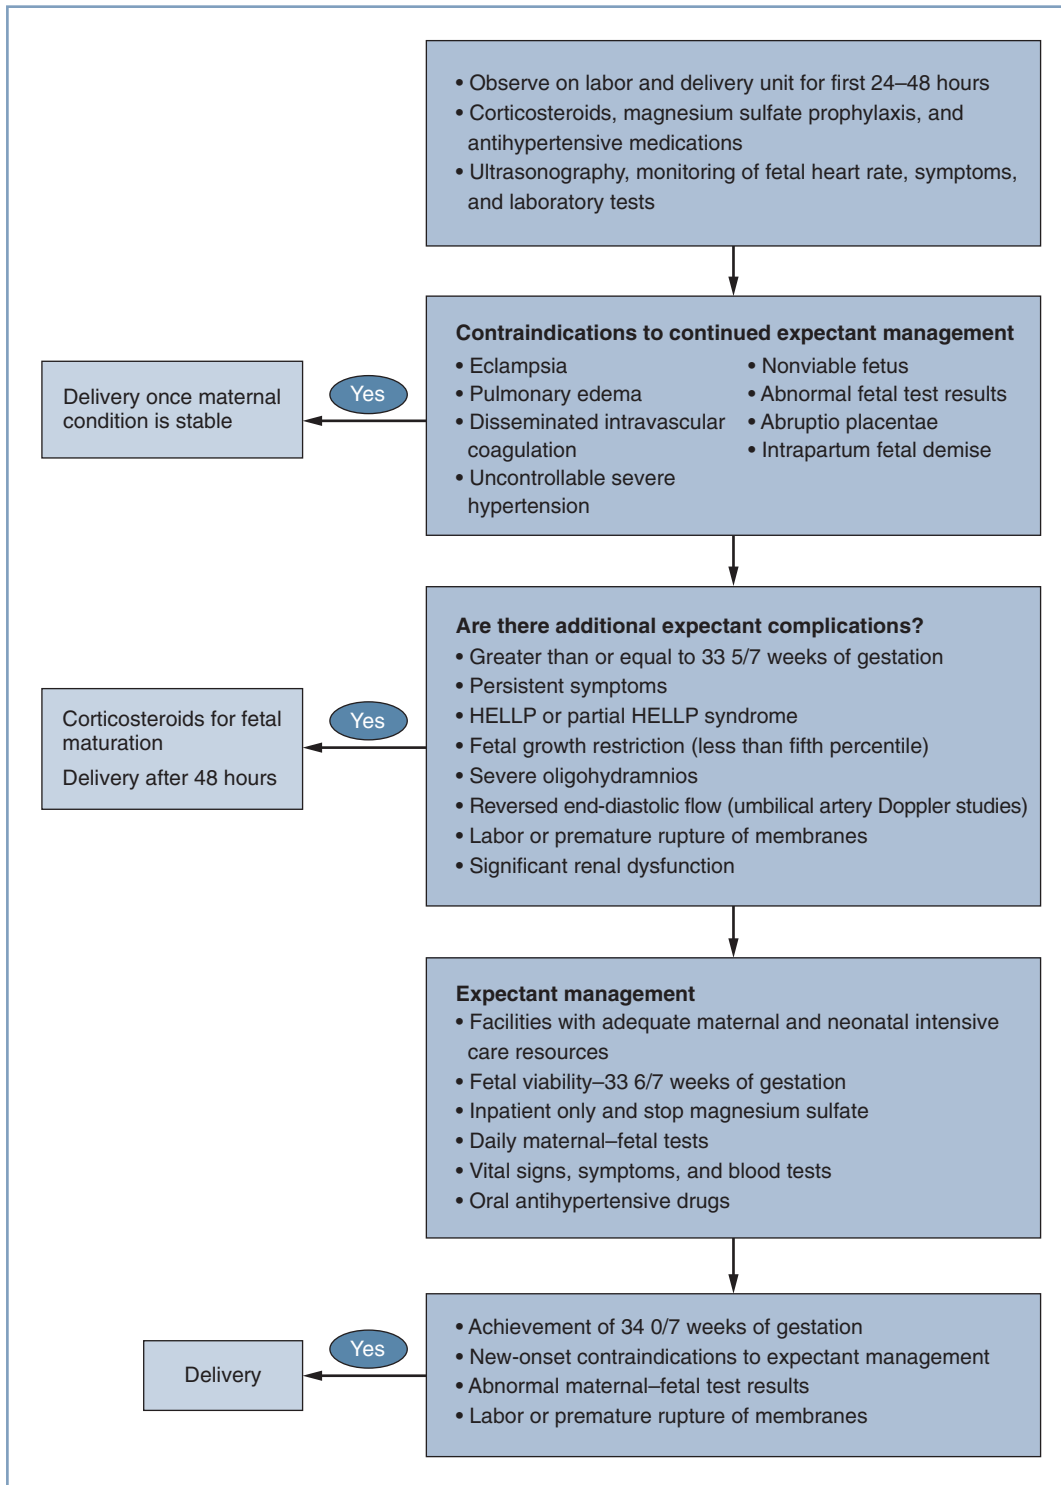 • Observe on labor and delivery unit for first 24–48 hours
• Corticosteroids, magnesium sulfate prophylaxis, and
antihypertensive medications
• Ultrasonography, monitoring of fetal heart rate, symptoms,
and laboratory tests
Contraindications to continued expectant management
• Eclampsia
• Pulmonary edema
• Disseminated intravascular
coagulation
• Uncontrollable severe
hypertension
• Nonviable fetus
• Abnormal fetal test results
• Abruptio placentae
• Intrapartum fetal demise
Yes
Delivery once maternal
condition is stable
Are there additional expectant complications?
• Greater than or equal to 33 5/7 weeks of gestation
• Persistent symptoms
• HELLP or partial HELLP syndrome
• Fetal growth restriction (less than fifth percentile)
• Severe oligohydramnios
• Reversed end-diastolic flow (umbilical artery Doppler studies)
• Labor or premature rupture of membranes
• Significant renal dysfunction
Yes
Corticosteroids for fetal
maturation
Delivery after 48 hours
Expectant management
• Facilities with adequate maternal and neonatal intensive
care resources
• Fetal viability–33 6/7 weeks of gestation
• Inpatient only and stop magnesium sulfate
• Daily maternal–fetal tests
• Vital signs, symptoms, and blood tests
• Oral antihypertensive drugs
• Achievement of 34 0/7 weeks of gestation
• New-onset contraindications to expectant management
• Abnormal maternal–fetal test results
• Labor or premature rupture of membranes
Yes
Delivery